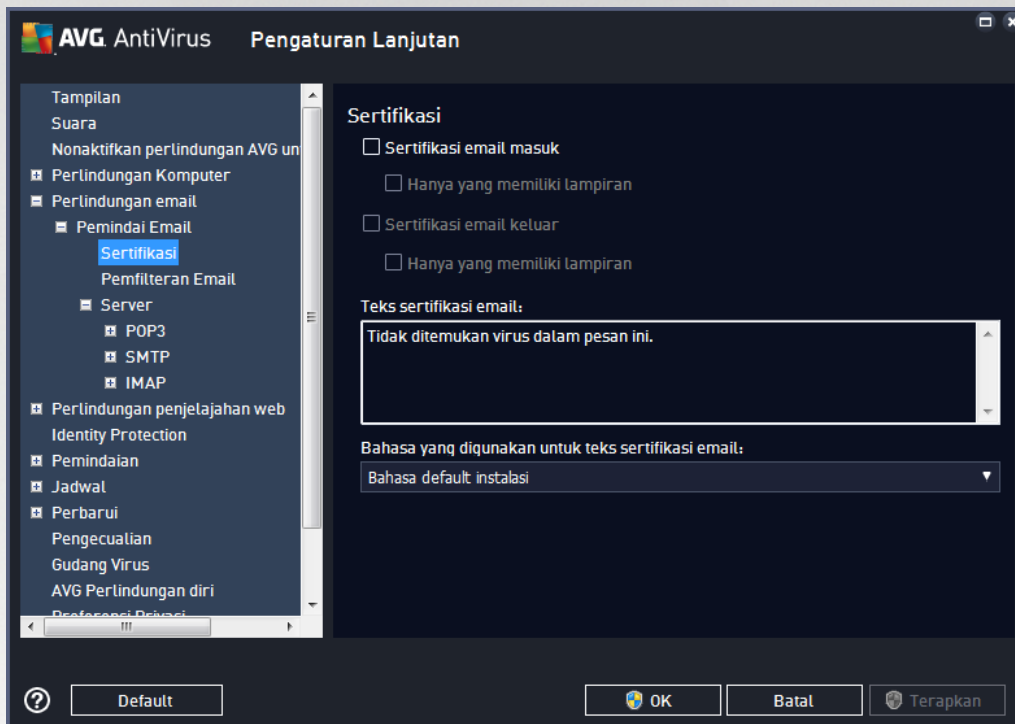 AVG AntiVirus Pengaturan Lanjutan
Tampilan
Suara
Nonaktifkan perlindungan AVG un
Perlindungan Komputer
Perlindungan email
Pemindai Email
Sertifikasi
Pemfilteran Email
Server
POP3
SMTP
IMAP
Perlindungan penjelajahan web
Identity Protection
Pemindaian
Jadwal
Perbarui
Pengecualian
Gudang Virus
AVG Perlindungan diri
Preferensi Privasi
Sertifikasi
Sertifikasi email masuk
Hanya yang memiliki lampiran
Sertifikasi email keluar
Hanya yang memiliki lampiran
Teks sertifikasi email:
Tidak ditemukan virus dalam pesan ini.
Bahasa yang digunakan untuk teks sertifikasi email:
Bahasa default instalasi
Default
OK
Batal
Terapkan